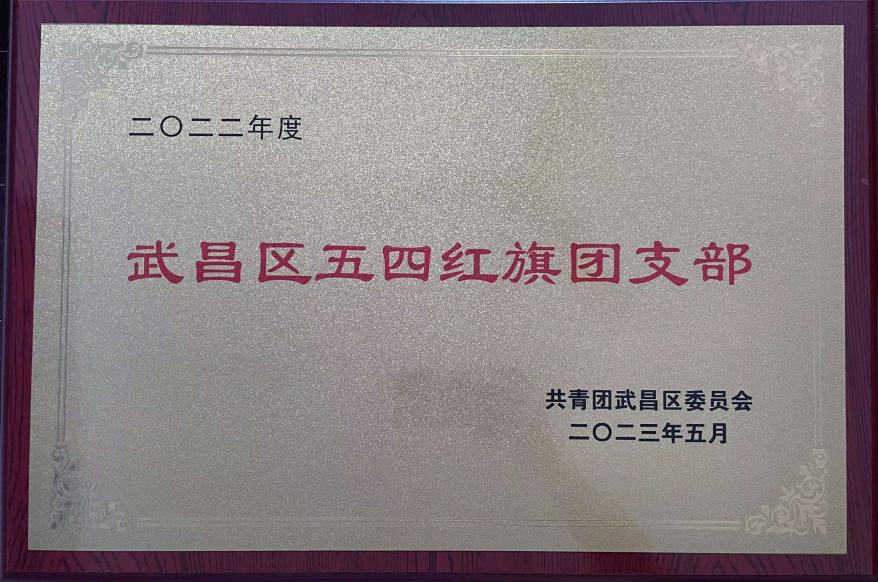 二〇二二年度
武昌区五四红旗团支部
共青团武昌区委员会
二〇二三年五月